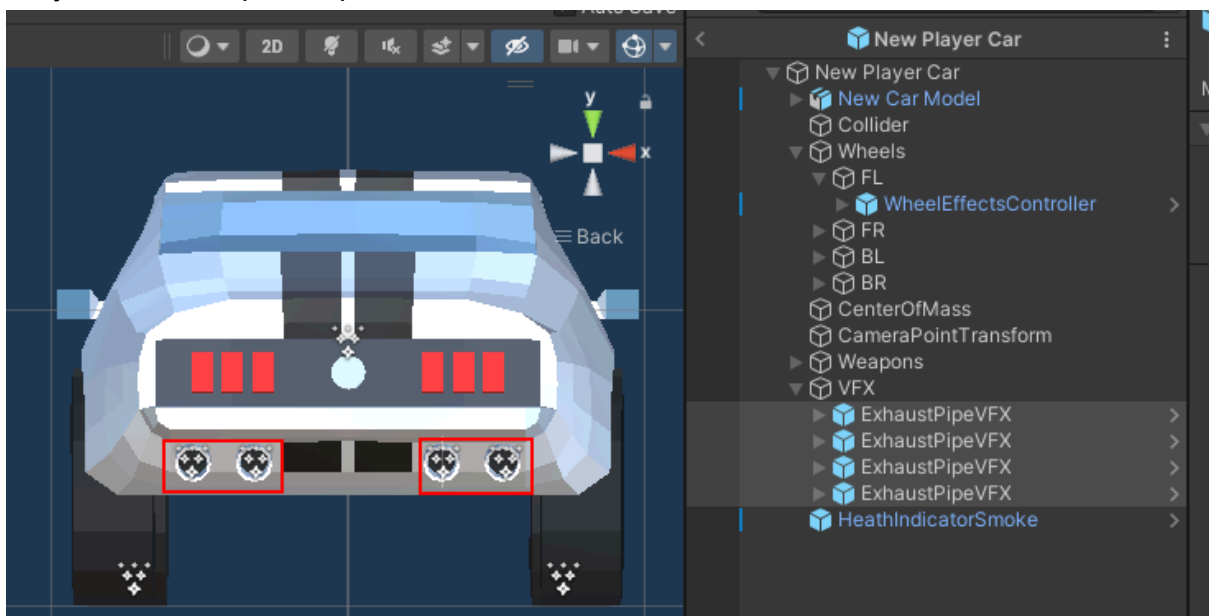 Auto Save
2D
New Player Car
y
x
Back
New Player Car
New Car Model
Collider
Wheels
FL
WheelEffectsController
FR
BL
BR
CenterOfMass
CameraPointTransform
Weapons
VFX
ExhaustPipeVFX
ExhaustPipeVFX
ExhaustPipeVFX
ExhaustPipeVFX
HeathIndicatorSmoke